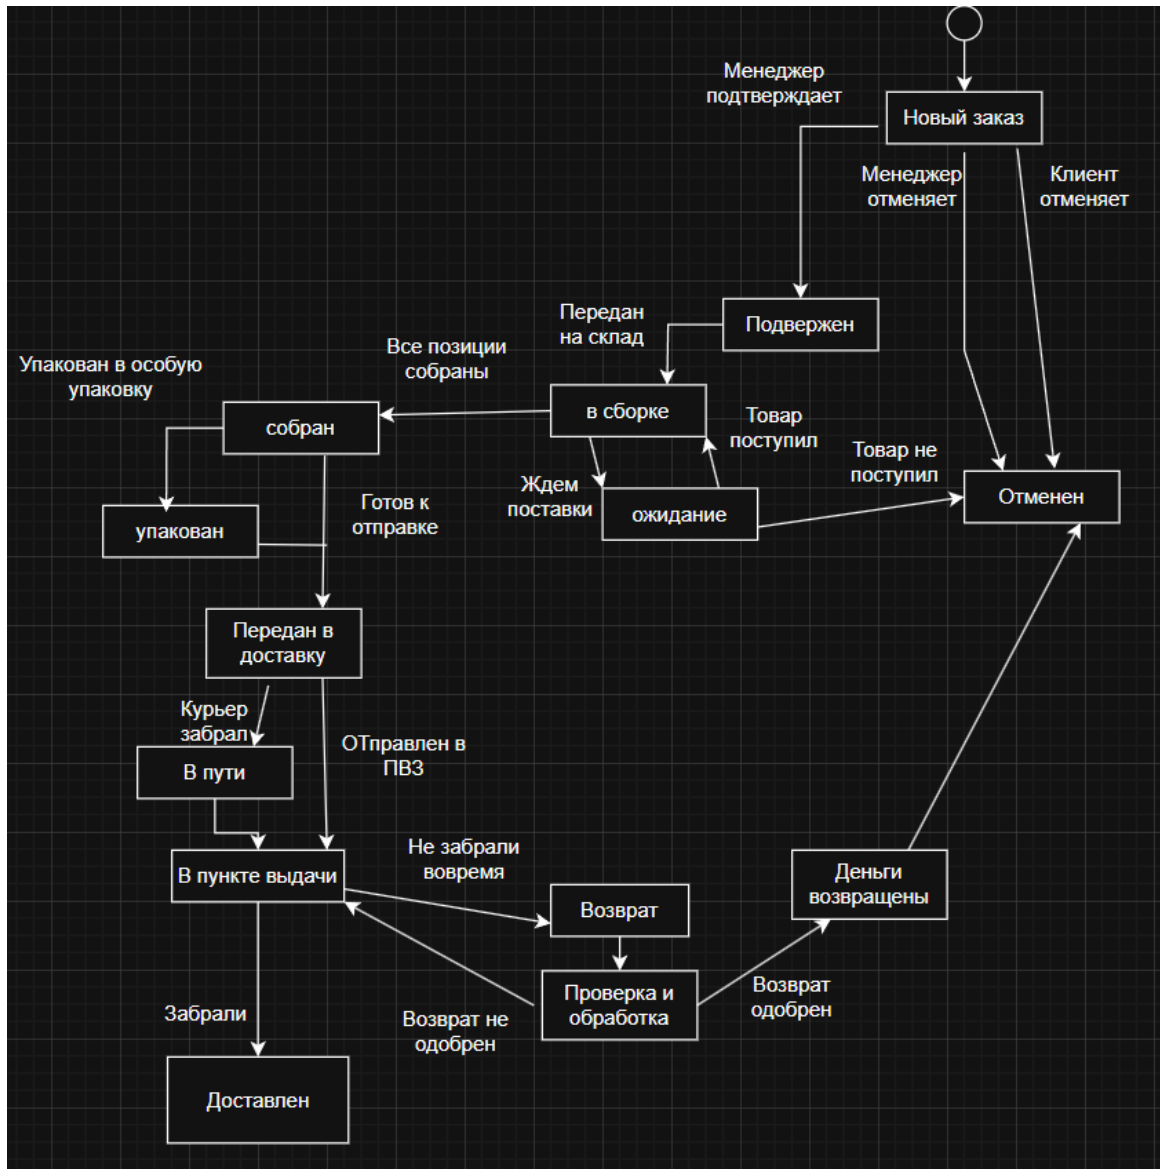 Менеджер
подтверждает
Новый заказ
Менеджер
отменяет
Клиент
отменяет
Передан
на склад
Подвержен
Все позиции
собраны
Упакован в особую
упаковку
в сборке
собран
Товар
поступил
Товар не
поступил
Ждем
поставки
ожидание
Отменен
Готов к
отправке
упакован
Передан в
доставку
Курьер
забрал
ОТправлен в
ПВЗ
В пути
Не забрали
вовремя
В пункте выдачи
Возврат
Деньги
возвращены
Проверка и
обработка
Возврат
одобрен
Забрали
Возврат не
одобрен
Доставлен